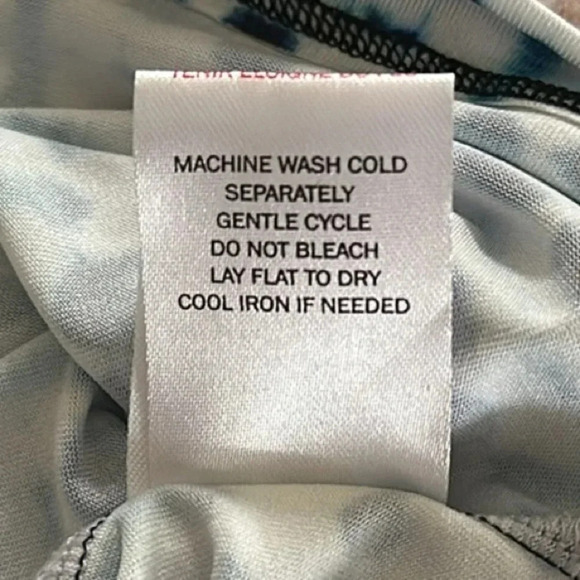 MACHINE WASH COLD
SEPARATELY
GENTLE CYCLE
DO NOT BLEACH
LAY FLAT TO DRY
COOL IRON IF NEEDED